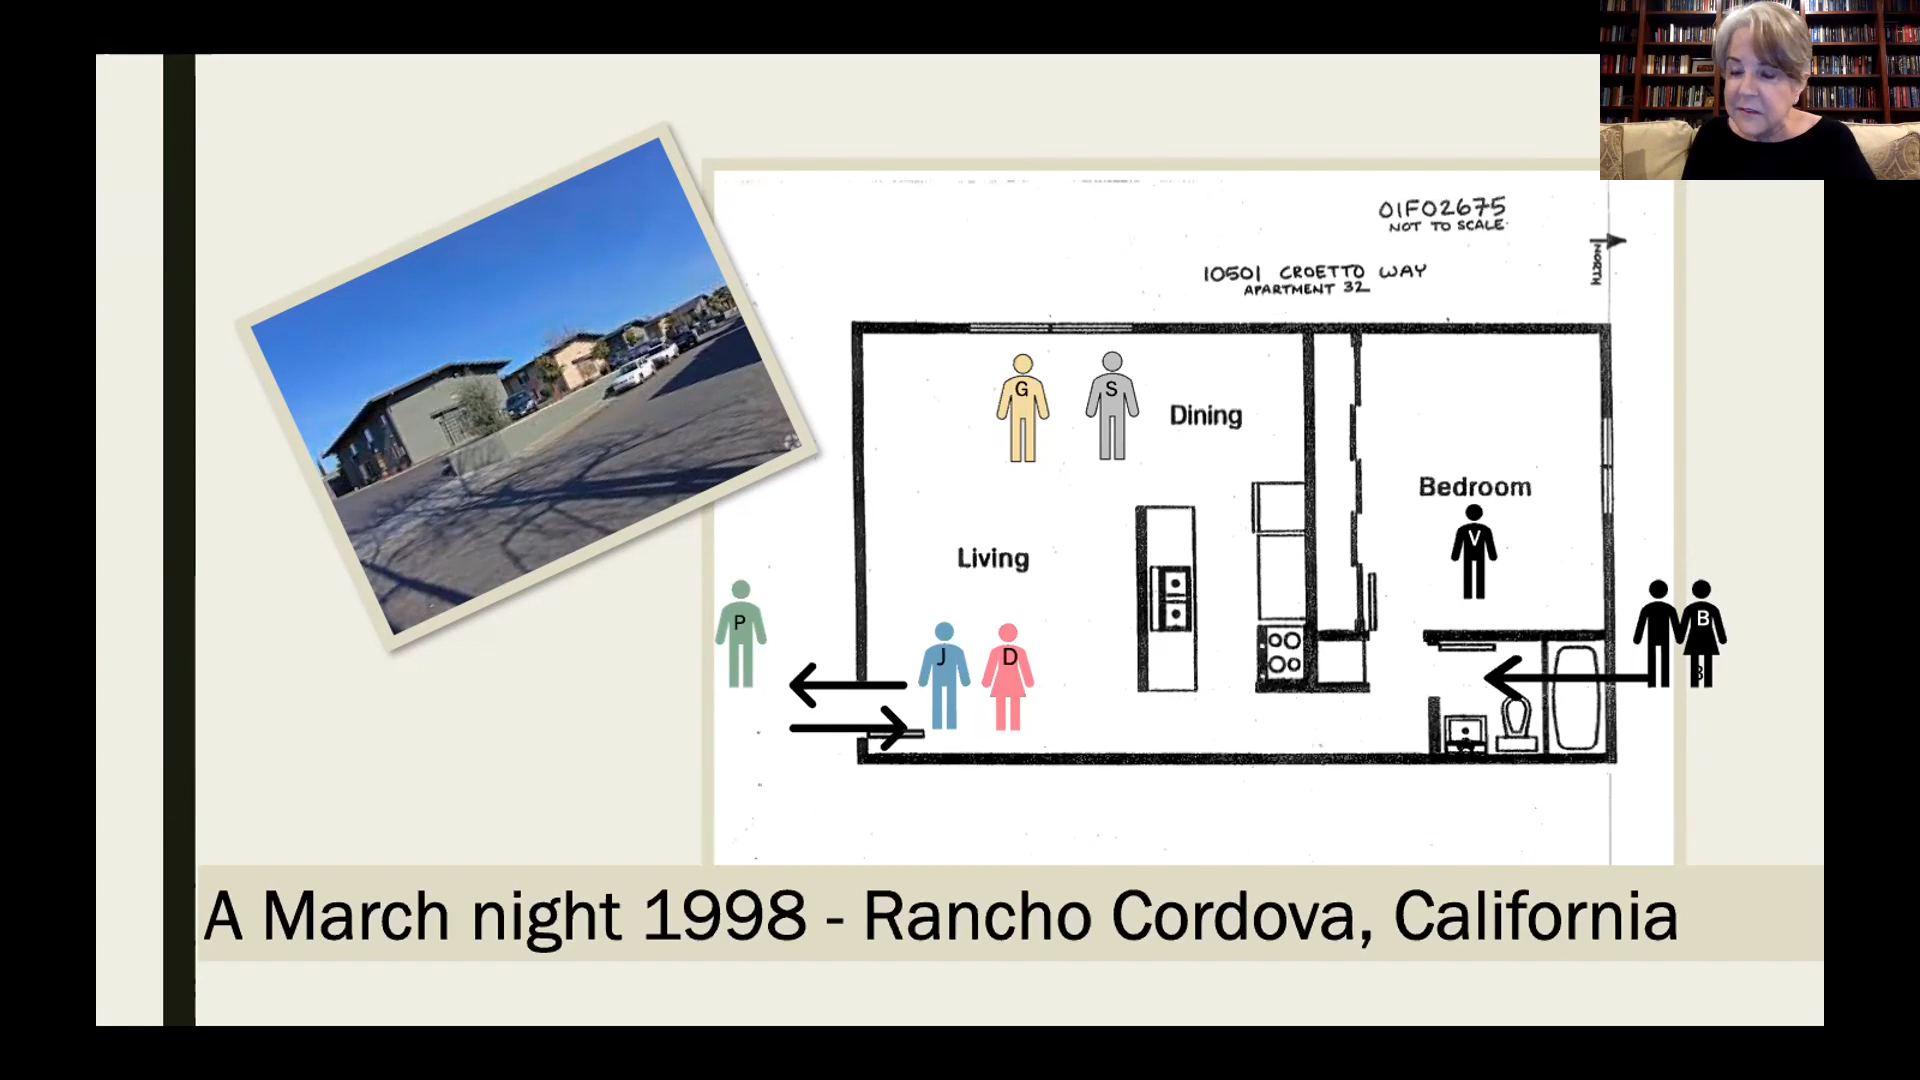 01F02675
NOT TO SCALE
NORTH
10501 CROETTO WAY
APARTMENT 32
G
S
Dining
Bedroom
V
Living
P
B
J
D
A March night 1998 - Rancho Cordova, California